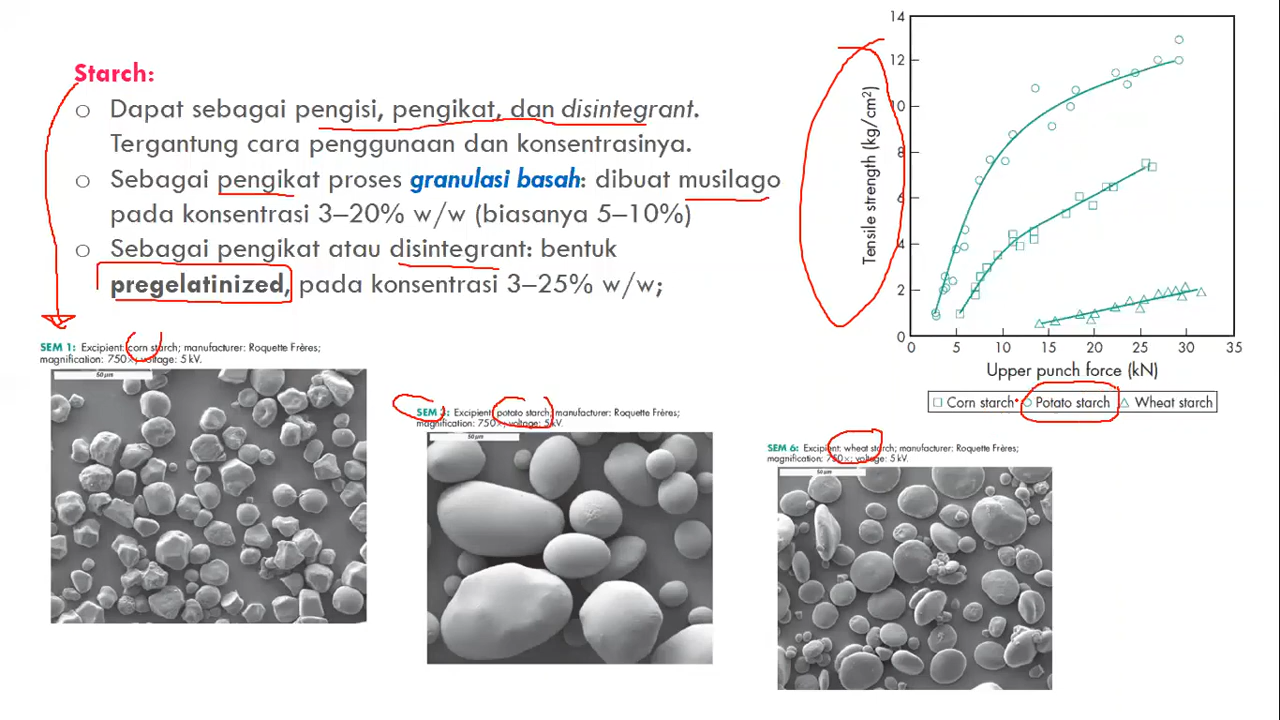 Starch:
○ Dapat sebagai pengisi, pengikat, dan disintegrant.
Tergantung cara penggunaan dan konsentrasinya.
○ Sebagai pengikat proses granulasi basah: dibuat musilago
pada konsentrasi 3–20% w/w (biasanya 5–10%)
○ Sebagai pengikat atau disintegrant: bentuk
pregelatinized, pada konsentrasi 3–25% w/w;
14
12
10
8
6
4
2
0
Tensile strength (kg/cm2)
0 5 10 15 20 25 30 35
Upper punch force (kN)
Corn starch Potato starch Wheat starch
SEM 1: Excipient: corn starch; manufacturer: Roquette Frères;
magnification: 750×; voltage: 5 kV.
50 μm
SEM : Excipient: potato starch; manufacturer: Roquette Frères;
magnification: 750×; voltage: 5 kV.
50 μm
SEM 6: Excipient: wheat starch; manufacturer: Roquette Frères;
magnification: 750×; voltage: 5 kV.
50 μm